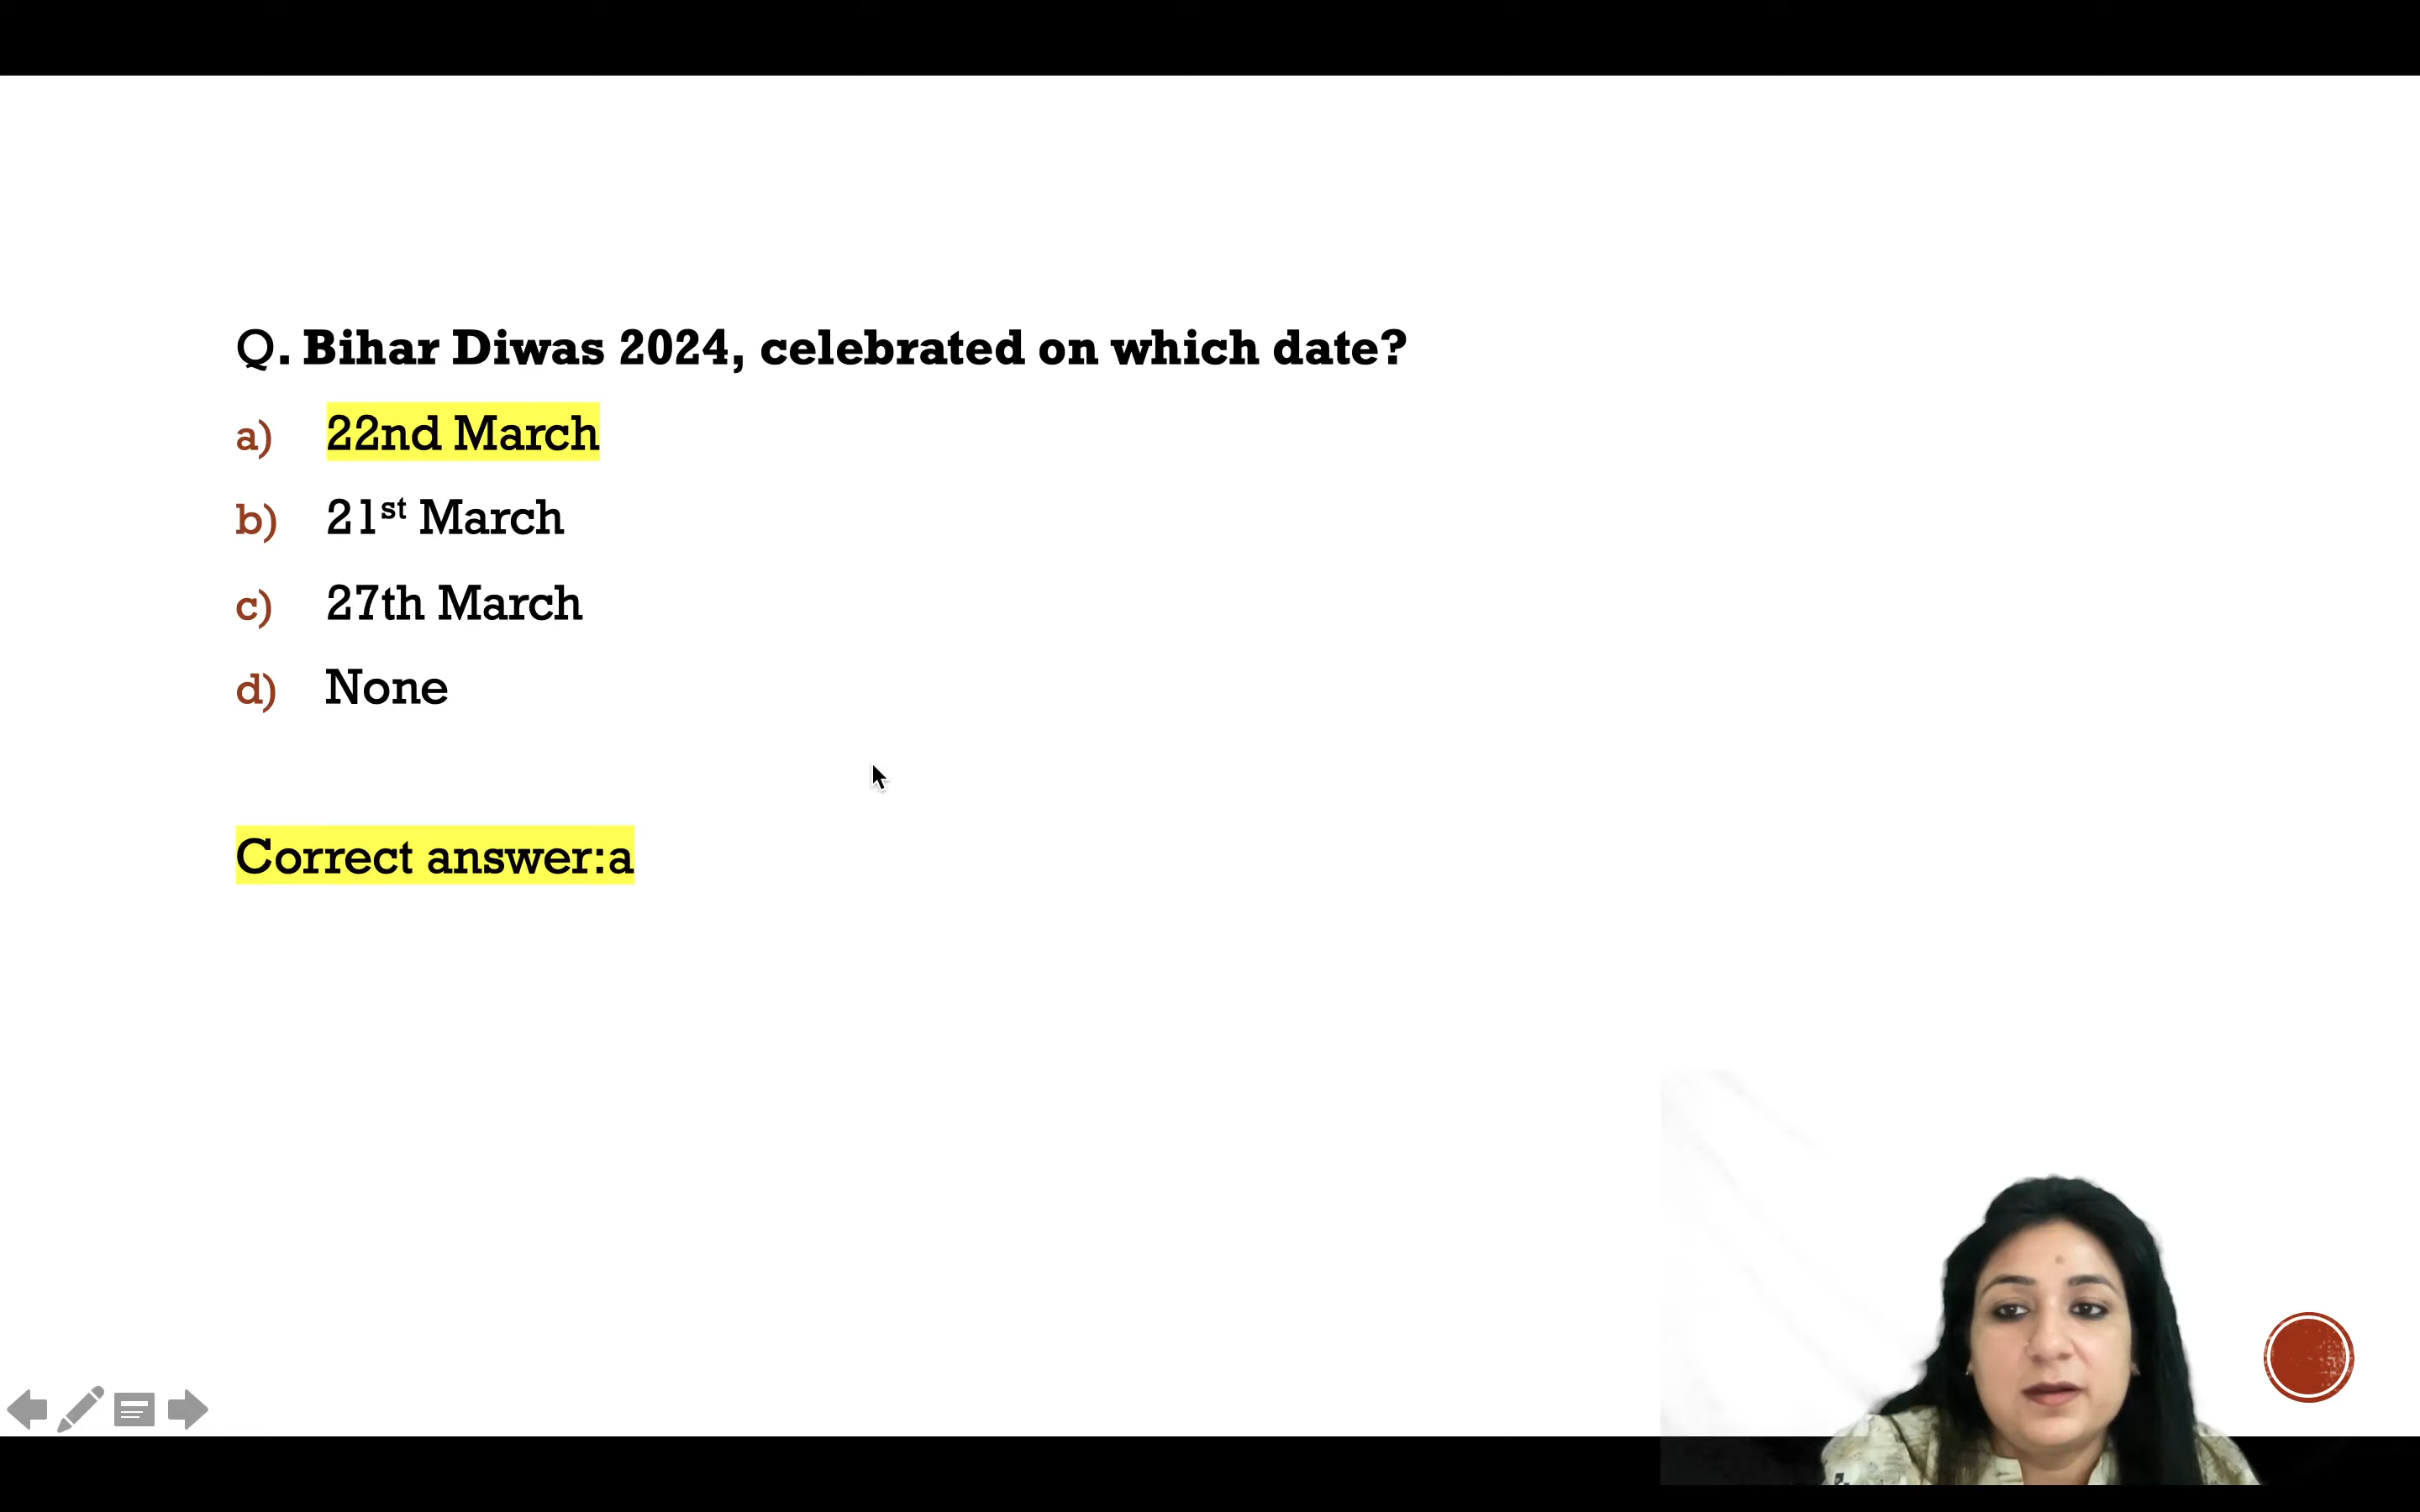 Q. Bihar Diwas 2024, celebrated on which date?
a) 22nd March
b) 21st March
c) 27th March
d) None
Correct answer:a